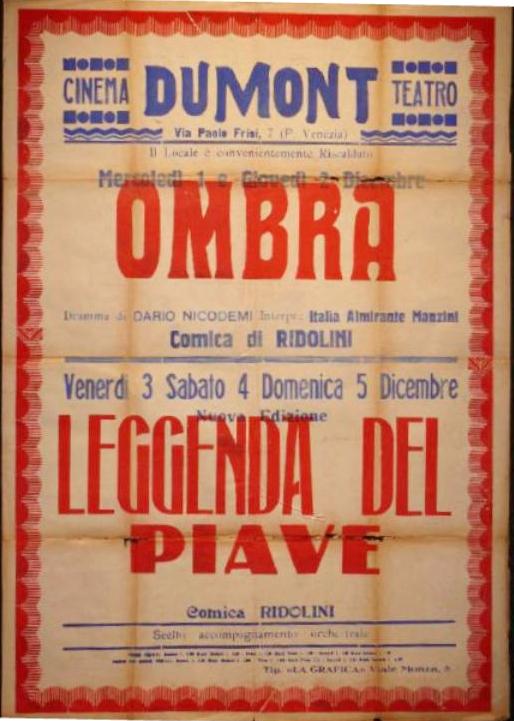 CINEMA DUMONT TEATRO
Via Paolo Frisi, 7 (P. Venezia)
Il Locale è convenientemente Riscaldato
Mercoledì 1 e Giovedì 2 Dicembre
OMBRA
Dramma di DARIO NICODEMI Interpr.: Italia Almirante Manzini
Comica di RIDOLINI
Venerdì 3 Sabato 4 Domenica 5 Dicembre
Nuova Edizione
LEGGENDA DEL
PIAVE
Comica RIDOLINI
Scelto accompagnamento orchestrale
Tip. «LA GRAFICA» Viale Monza,